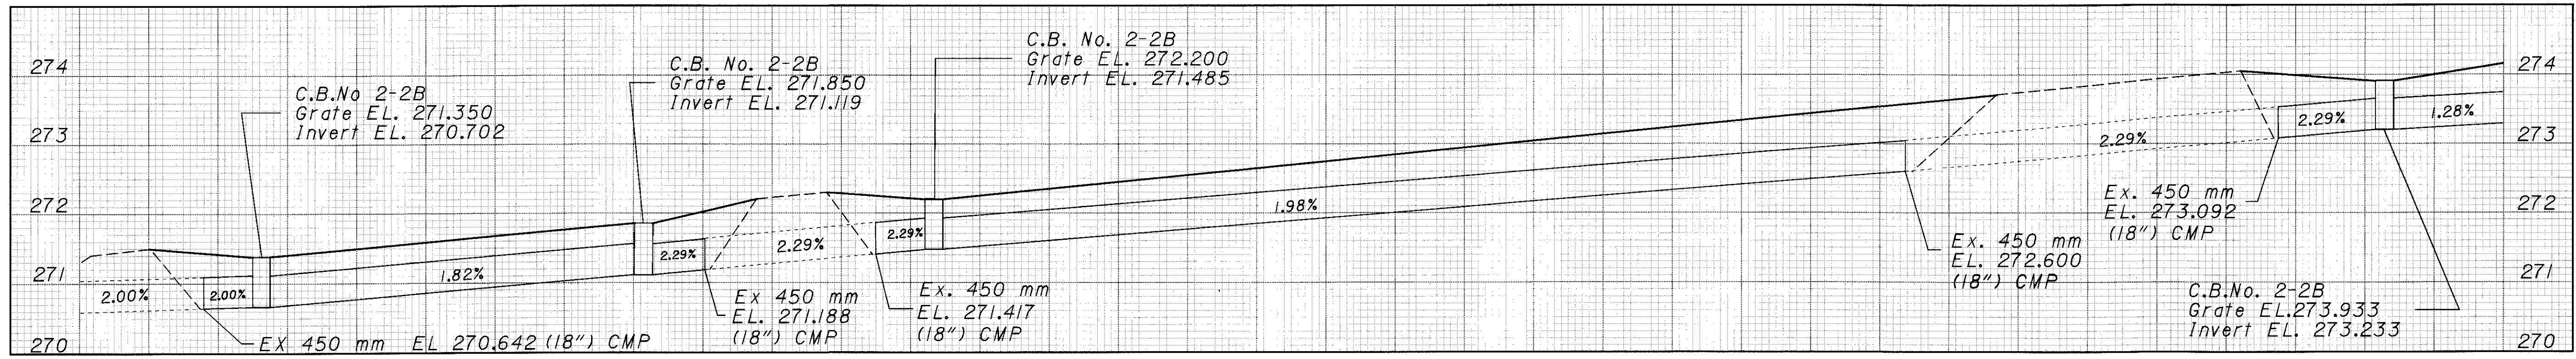 274
273
272
271
270
C.B.No 2-2B
Grate EL. 271.350
Invert EL. 270.702
C.B. No. 2-2B
Grate EL. 271.850
Invert EL. 271.119
C.B. No. 2-2B
Grate EL. 272.200
Invert EL. 271.485
2.00%
2.00%
1.82%
2.29%
2.29%
2.29%
1.98%
2.29%
2.29%
1.28%
EX 450 mm EL 270.642 (18") CMP
Ex 450 mm
EL. 271.188
(18") CMP
Ex. 450 mm
EL. 271.417
(18") CMP
Ex. 450 mm
EL. 272.600
(18") CMP
Ex. 450 mm
EL. 273.092
(18") CMP
C.B.No. 2-2B
Grate EL.273.933
Invert EL. 273.233
274
273
272
271
270